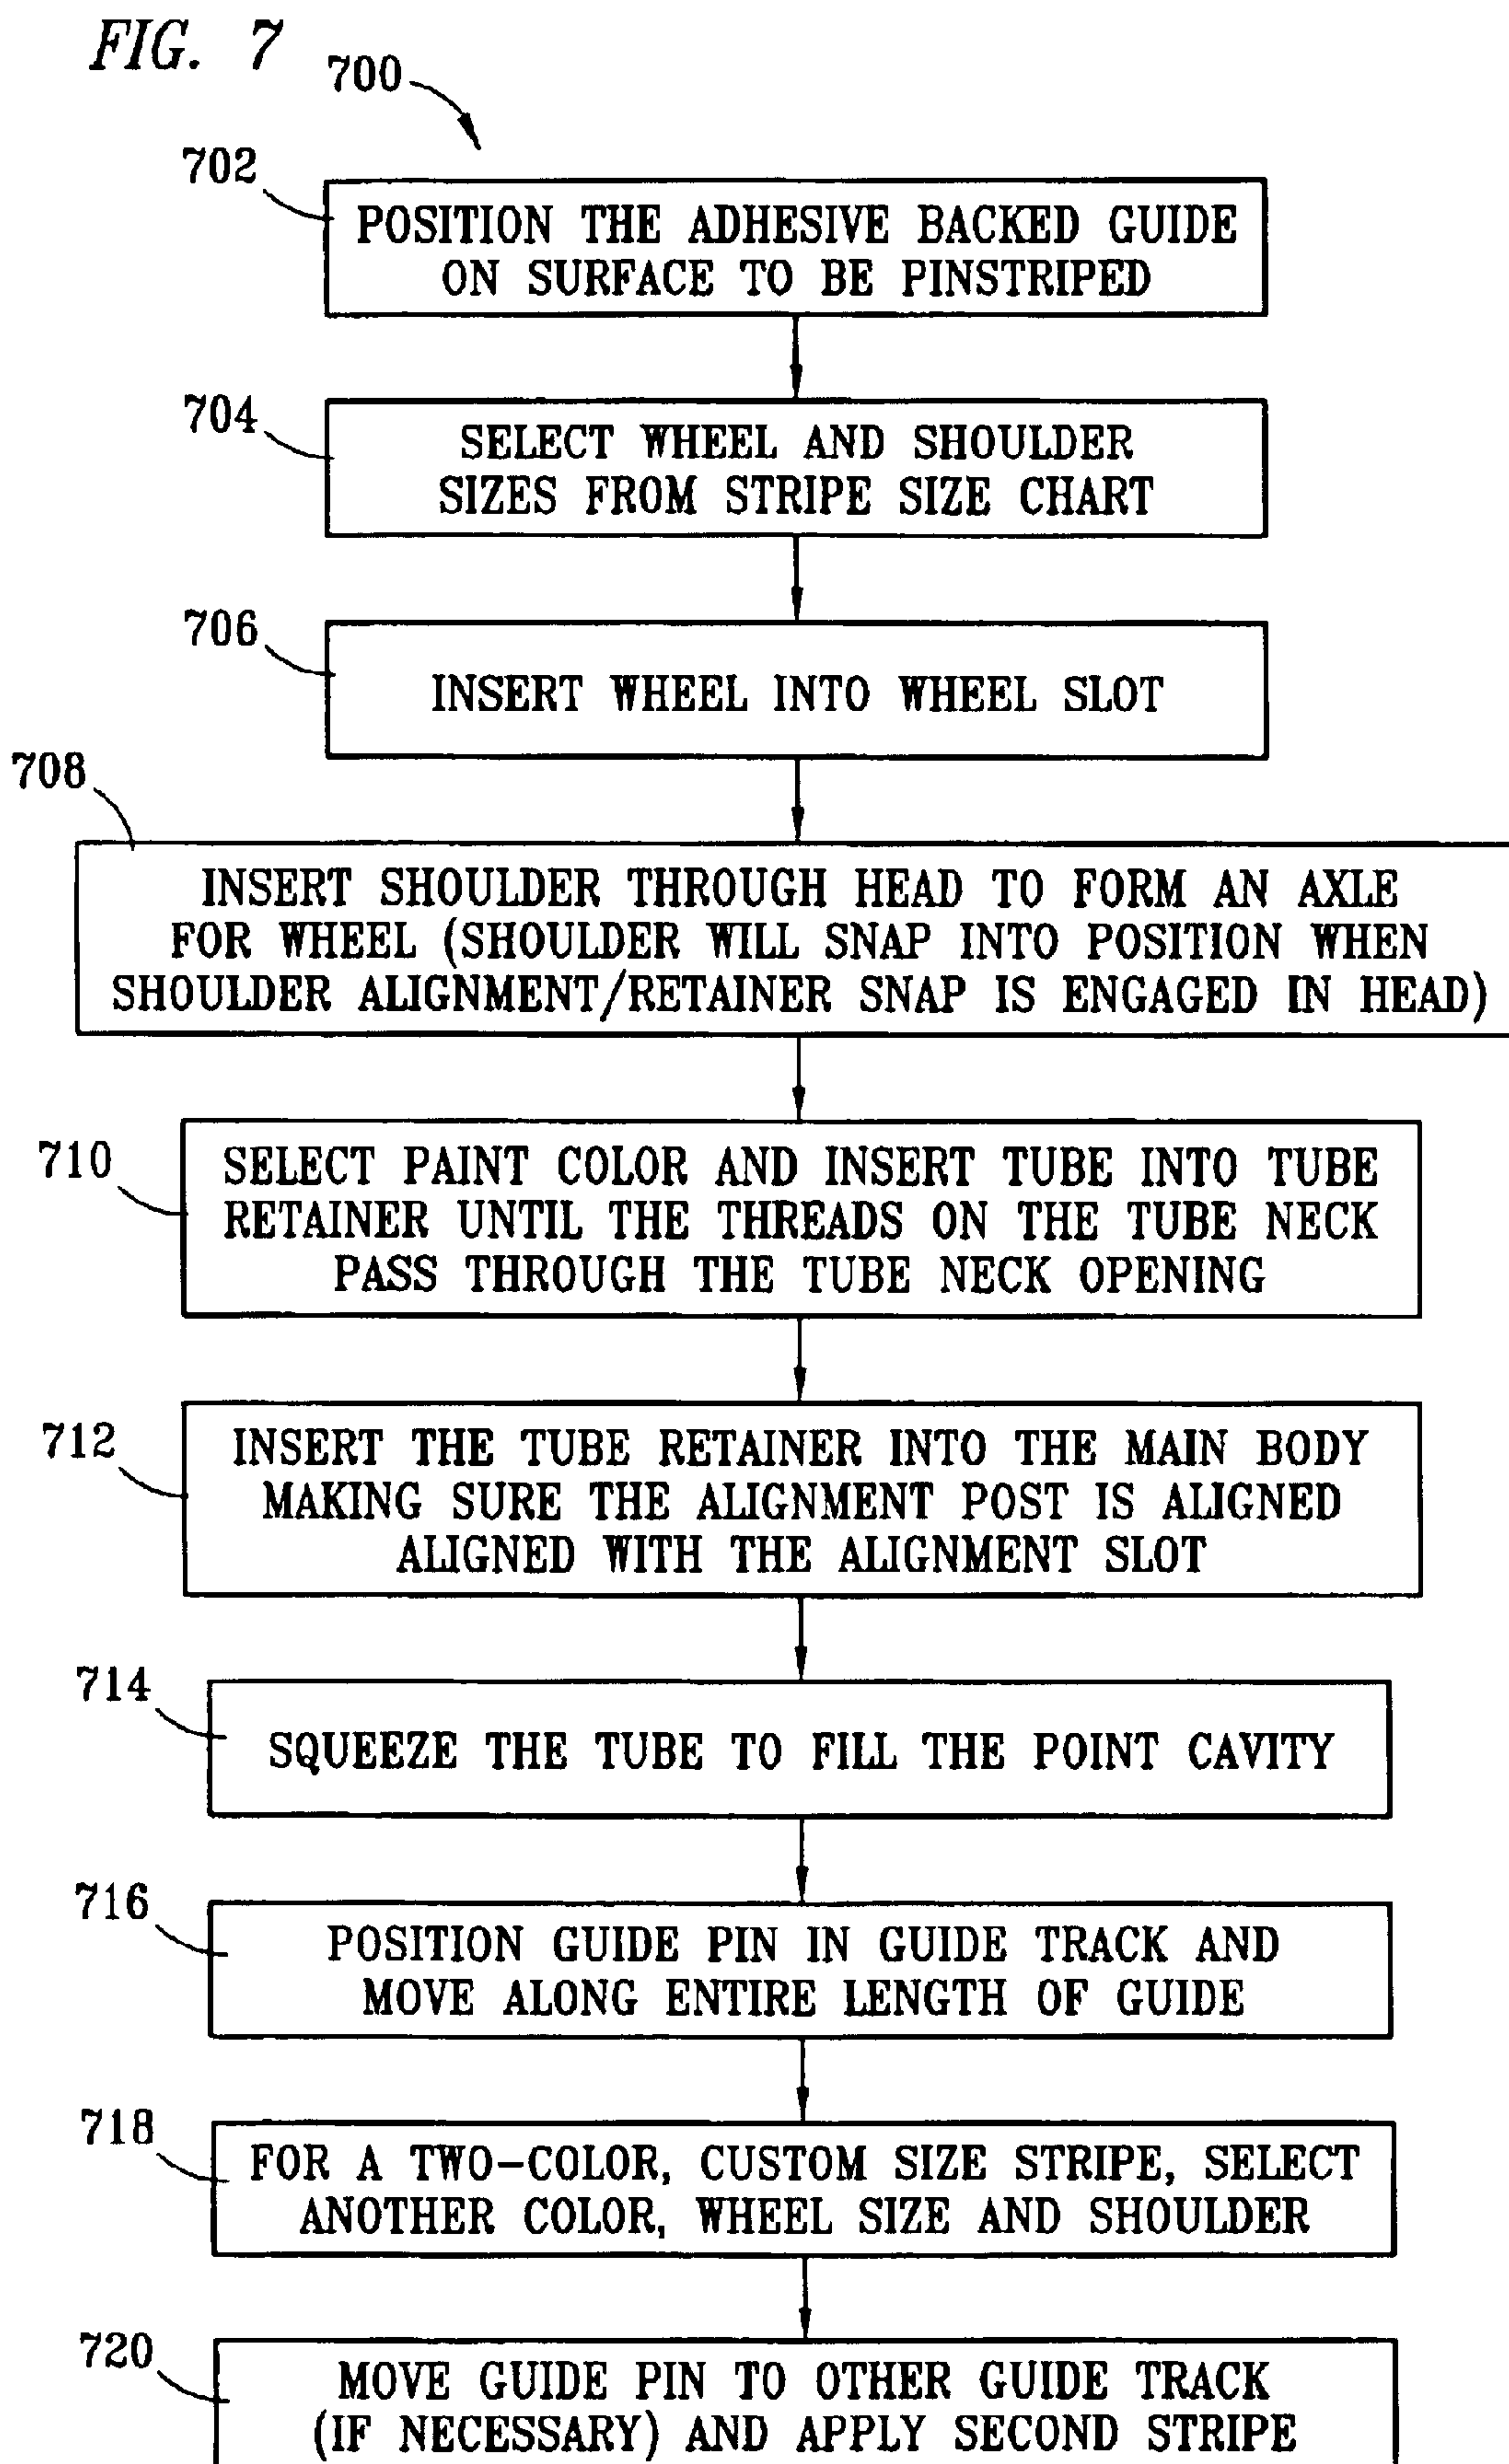 FIG. 7
700
702
POSITION THE ADHESIVE BACKED GUIDE
ON SURFACE TO BE PINSTRIPED
704
SELECT WHEEL AND SHOULDER
SIZES FROM STRIPE SIZE CHART
706
INSERT WHEEL INTO WHEEL SLOT
708
INSERT SHOULDER THROUGH HEAD TO FORM AN AXLE
FOR WHEEL (SHOULDER WILL SNAP INTO POSITION WHEN
SHOULDER ALIGNMENT/RETAINER SNAP IS ENGAGED IN HEAD)
710
SELECT PAINT COLOR AND INSERT TUBE INTO TUBE
RETAINER UNTIL THE THREADS ON THE TUBE NECK
PASS THROUGH THE TUBE NECK OPENING
712
INSERT THE TUBE RETAINER INTO THE MAIN BODY
MAKING SURE THE ALIGNMENT POST IS ALIGNED
ALIGNED WITH THE ALIGNMENT SLOT
714
SQUEEZE THE TUBE TO FILL THE POINT CAVITY
716
POSITION GUIDE PIN IN GUIDE TRACK AND
MOVE ALONG ENTIRE LENGTH OF GUIDE
718
FOR A TWO-COLOR, CUSTOM SIZE STRIPE, SELECT
ANOTHER COLOR, WHEEL SIZE AND SHOULDER
720
MOVE GUIDE PIN TO OTHER GUIDE TRACK
(IF NECESSARY) AND APPLY SECOND STRIPE